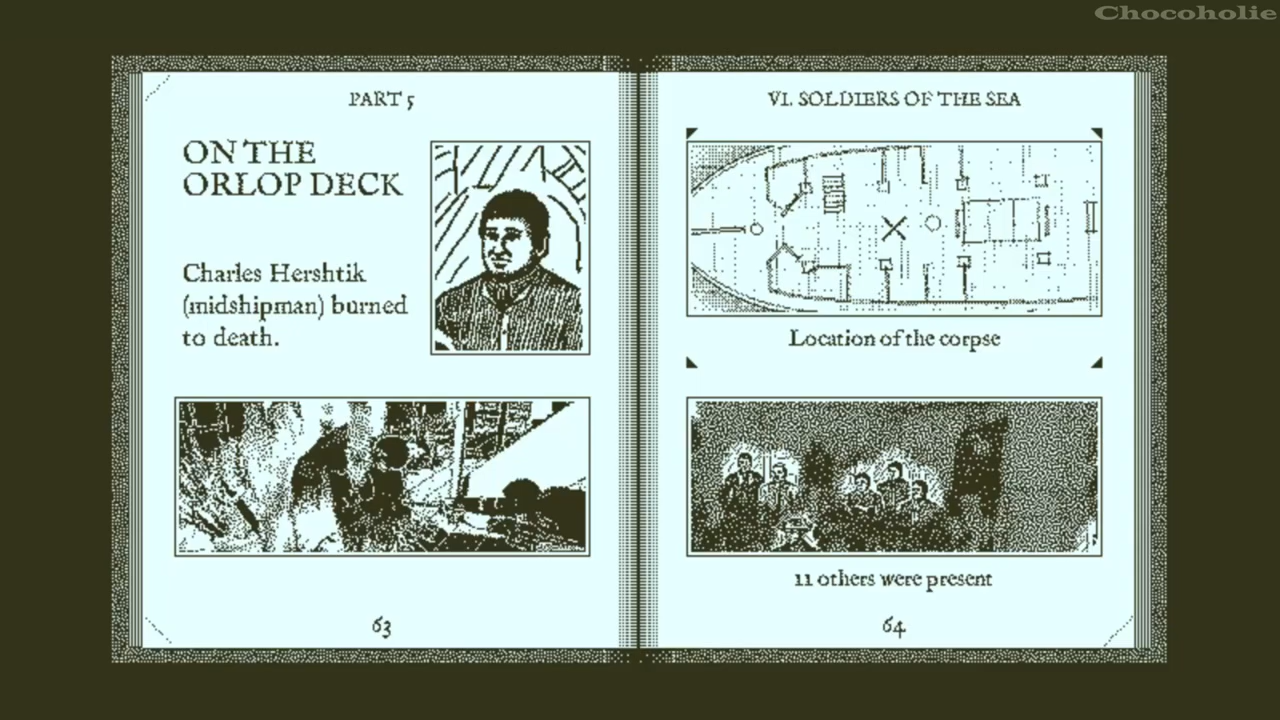 Chocoholie
PART 5
ON THE
ORLOP DECK
Charles Hershtik
(midshipman) burned
to death.
63
VI. SOLDIERS OF THE SEA
Location of the corpse
11 others were present
64